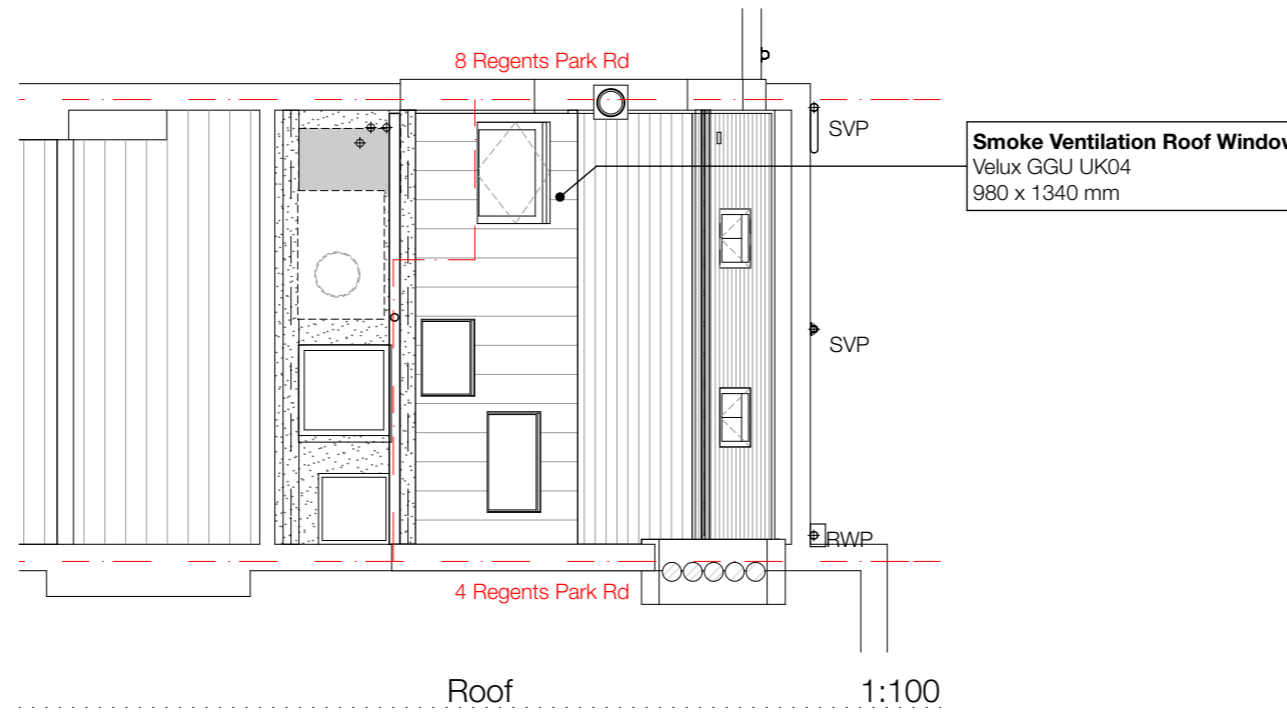 8 Regents Park Rd
SVP
Smoke Ventilation Roof Window
Velux GGU UK04
980 x 1340 mm
SVP
RWP
4 Regents Park Rd
Roof
1:100